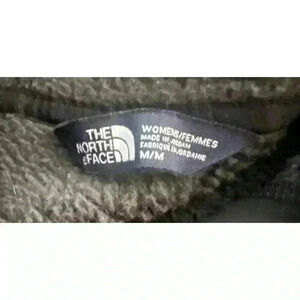 THE
NORTH
FACE
WOMENS/FEMMES
MADE IN JORDAN
FABRIQUE EN JORDANIE
M/M